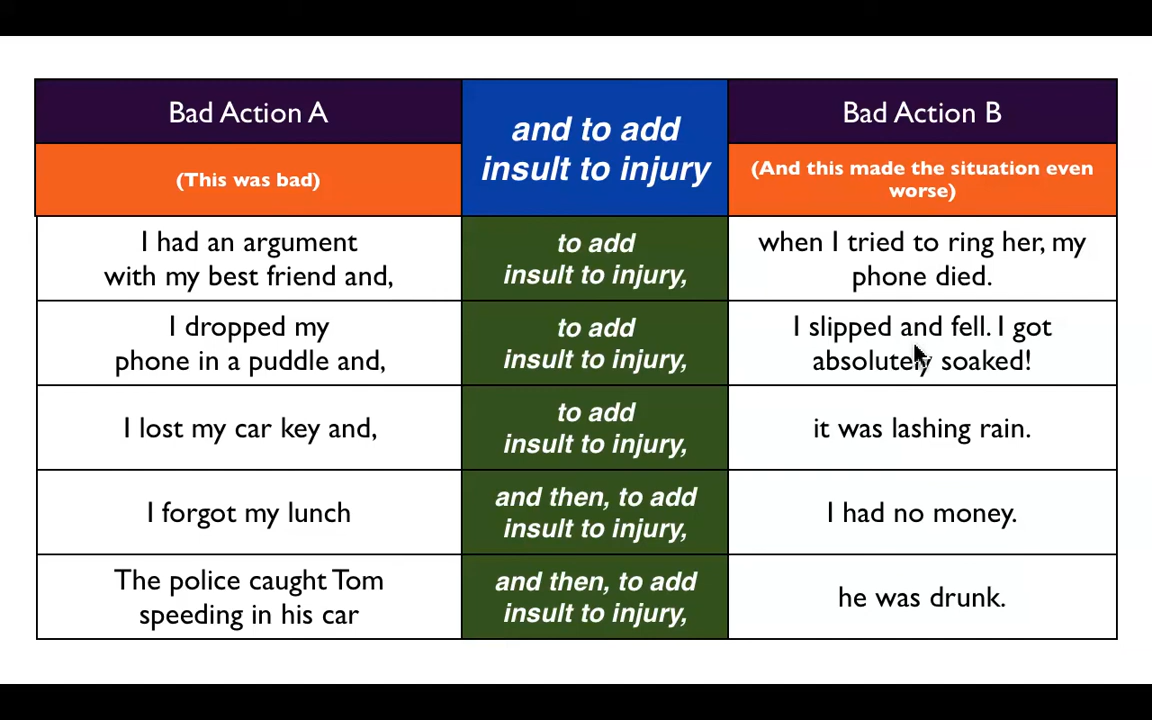 Bad Action A
and to add
insult to injury
Bad Action B
(This was bad)
(And this made the situation even
worse)
I had an argument
with my best friend and,
to add
insult to injury,
when I tried to ring her, my
phone died.
I dropped my
phone in a puddle and,
to add
insult to injury,
I slipped and fell. I got
absolutely soaked!
I lost my car key and,
to add
insult to injury,
it was lashing rain.
I forgot my lunch
and then, to add
insult to injury,
I had no money.
The police caught Tom
speeding in his car
and then, to add
insult to injury,
he was drunk.